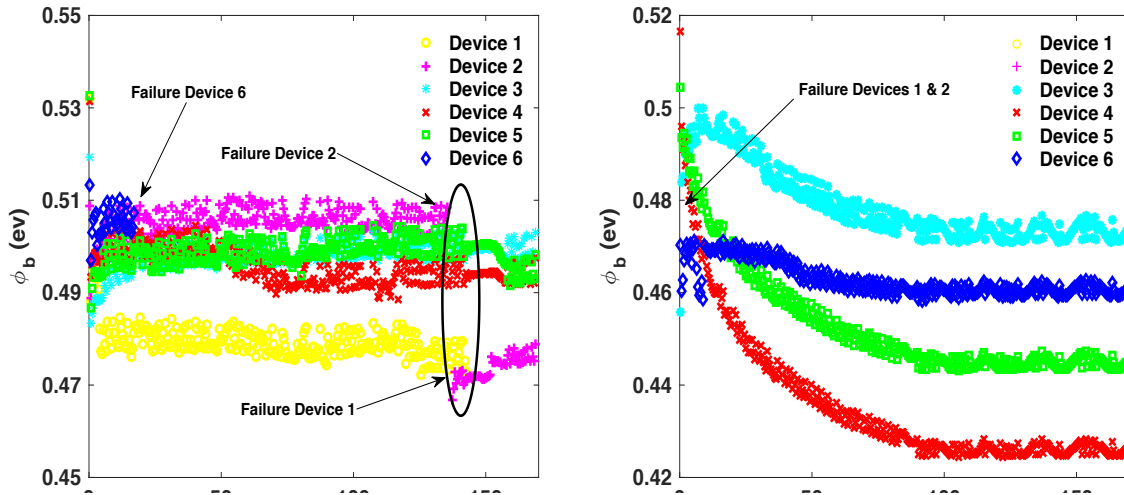 0.55
0.53
0.51
0.49
0.47
0.45
ϕb (ev)
Device 1
Device 2
Device 3
Device 4
Device 5
Device 6
Failure Device 6
Failure Device 2
Failure Device 1
0
50
100
150
0.52
0.5
0.48
0.46
0.44
0.42
ϕb (ev)
Device 1
Device 2
Device 3
Device 4
Device 5
Device 6
Failure Devices 1 & 2
0
50
100
150